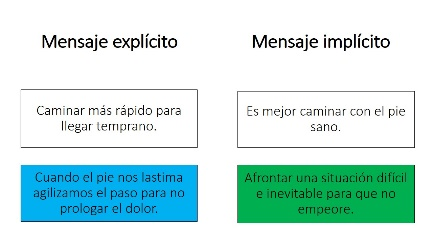 Mensaje explícito
Mensaje implícito
Caminar más rápido para
llegar temprano.
Es mejor caminar con el pie
sano.
Cuando el pie nos lastima
agilizamos el paso para no
prologar el dolor.
Afrontar una situación difícil
e inevitable para que no
empeore.